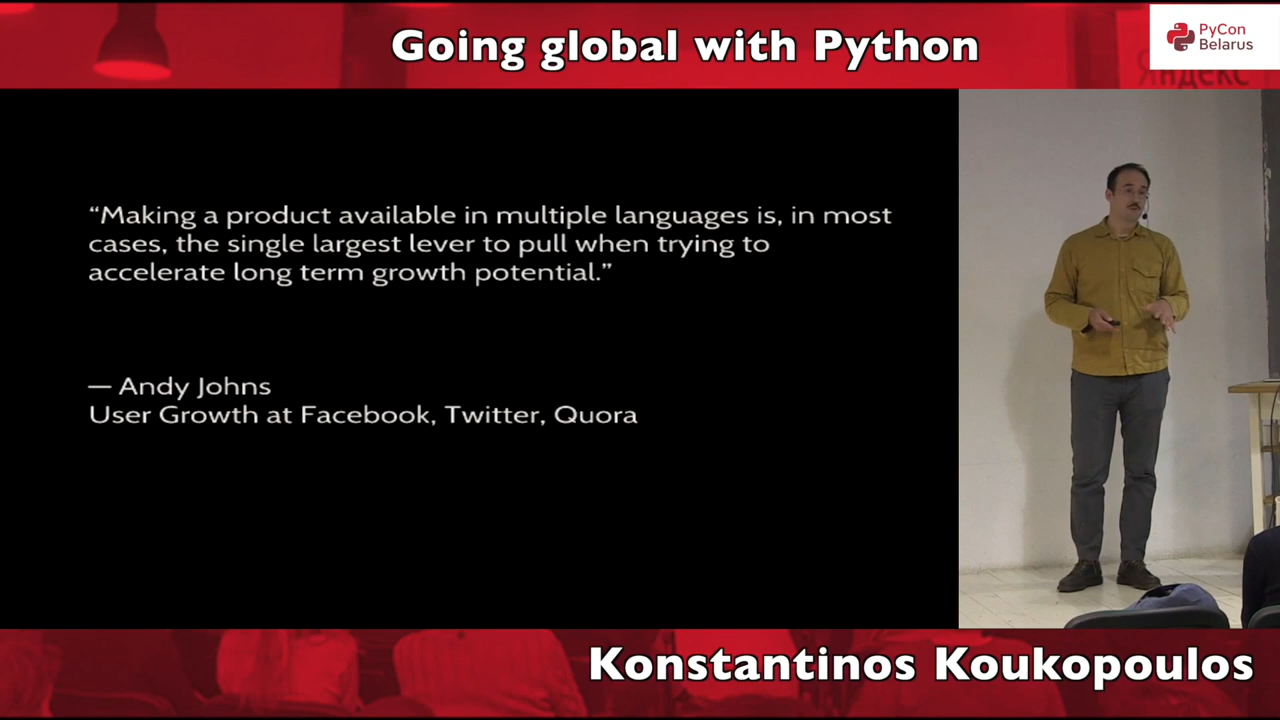 Going global with Python
PyCon
Belarus
Яндекс
“Making a product available in multiple languages is, in most
cases, the single largest lever to pull when trying to
accelerate long term growth potential.”
— Andy Johns
User Growth at Facebook, Twitter, Quora
Konstantinos Koukopoulos